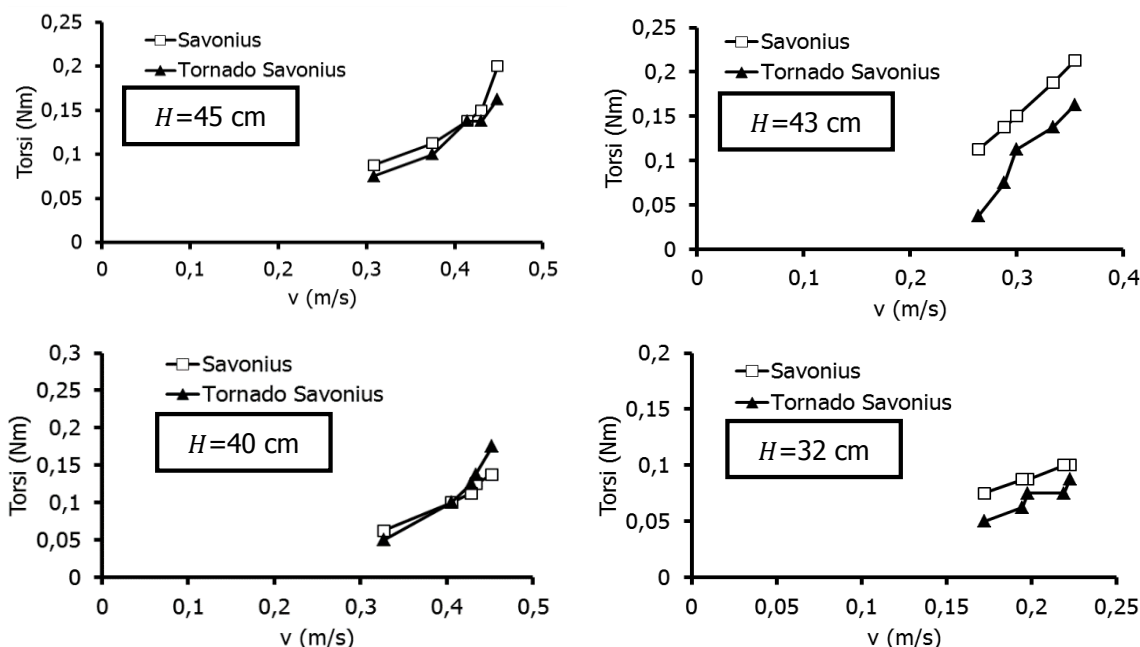 0,25
0,2
0,15
0,1
0,05
0
Torsi (Nm)
Savonius
Tornado Savonius
H=45 cm
0 0,1 0,2 0,3 0,4 0,5
v (m/s)
0,25
0,2
0,15
0,1
0,05
0
Torsi (Nm)
Savonius
Tornado Savonius
H=43 cm
0 0,1 0,2 0,3 0,4
v (m/s)
0,3
0,25
0,2
0,15
0,1
0,05
0
Torsi (Nm)
Savonius
Tornado Savonius
H=40 cm
0 0,1 0,2 0,3 0,4 0,5
v (m/s)
0,2
0,15
0,1
0,05
0
Torsi (Nm)
Savonius
Tornado Savonius
H=32 cm
0 0,05 0,1 0,15 0,2 0,25
v (m/s)